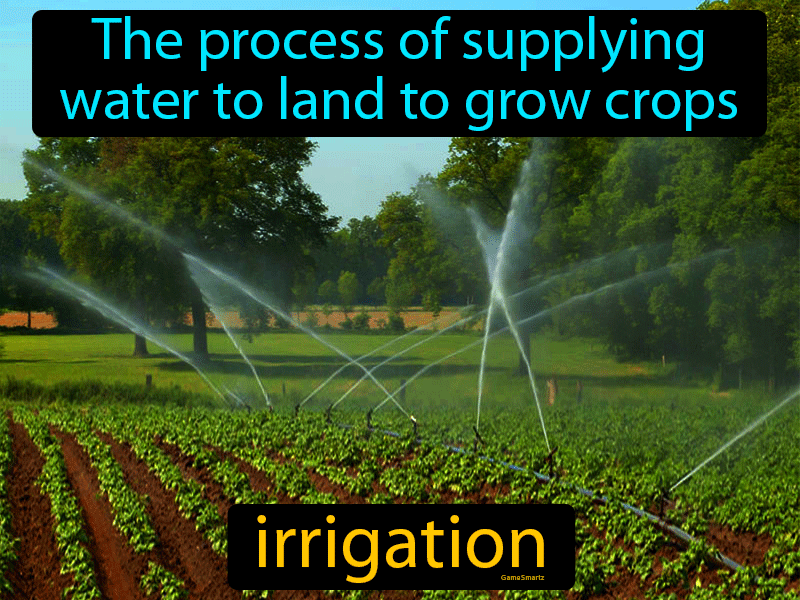 The process of supplying
water to land to grow crops
irrigation
GameSmartz